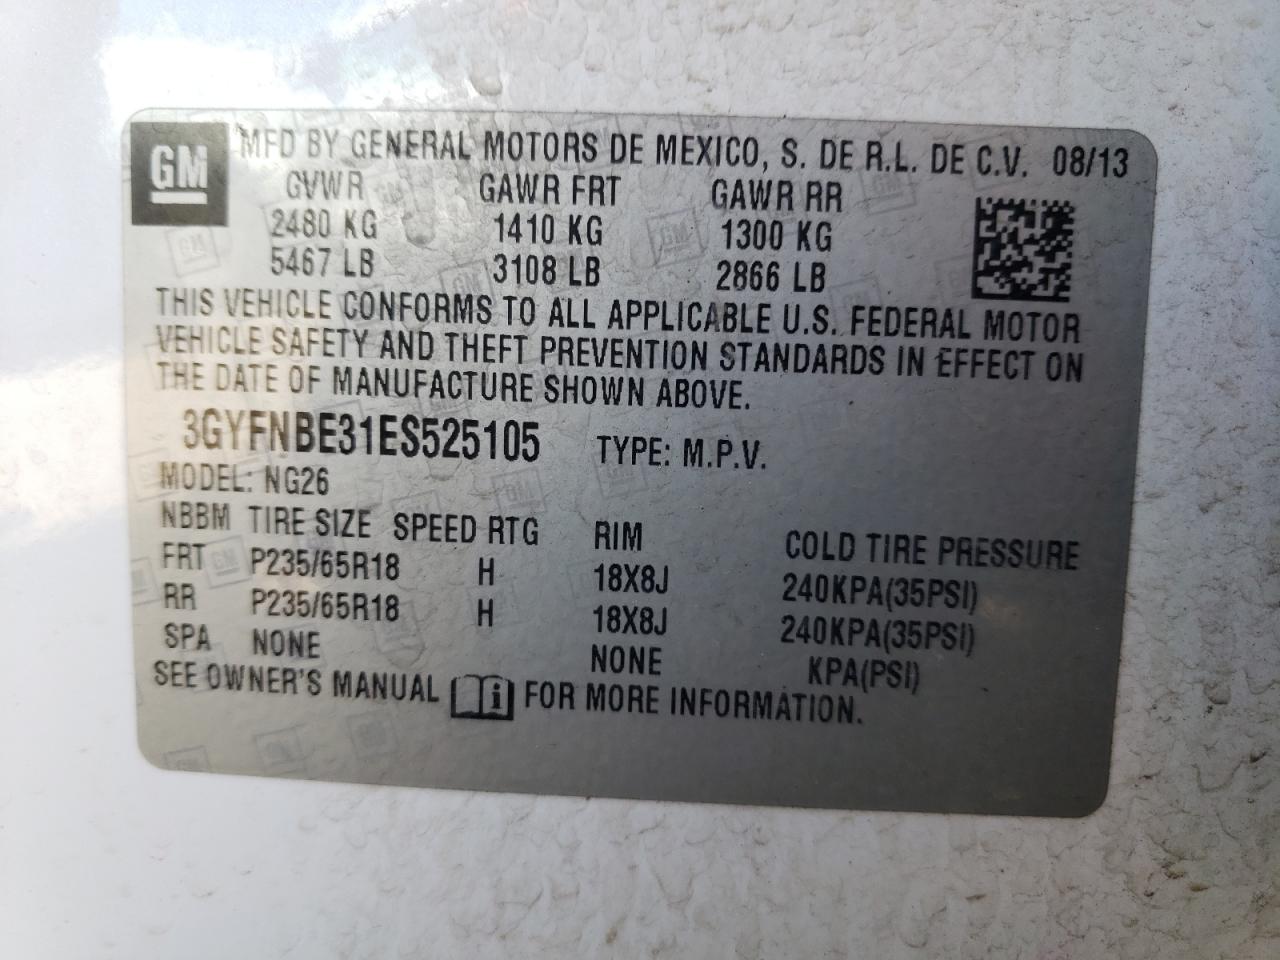 GM MFD BY GENERAL MOTORS DE MEXICO, S. DE R.L. DE C.V. 08/13
GVWR GAWR FRT GAWR RR
2480 KG 1410 KG 1300 KG
5467 LB 3108 LB 2866 LB
THIS VEHICLE CONFORMS TO ALL APPLICABLE U.S. FEDERAL MOTOR
VEHICLE SAFETY AND THEFT PREVENTION STANDARDS IN EFFECT ON
THE DATE OF MANUFACTURE SHOWN ABOVE.
3GYFNBE31ES525105 TYPE: M.P.V.
MODEL: NG26
NBBM TIRE SIZE SPEED RTG RIM COLD TIRE PRESSURE
FRT P235/65R18 H 18X8J 240KPA(35PSI)
RR P235/65R18 H 18X8J 240KPA(35PSI)
SPA NONE NONE KPA(PSI)
SEE OWNER'S MANUAL i FOR MORE INFORMATION.